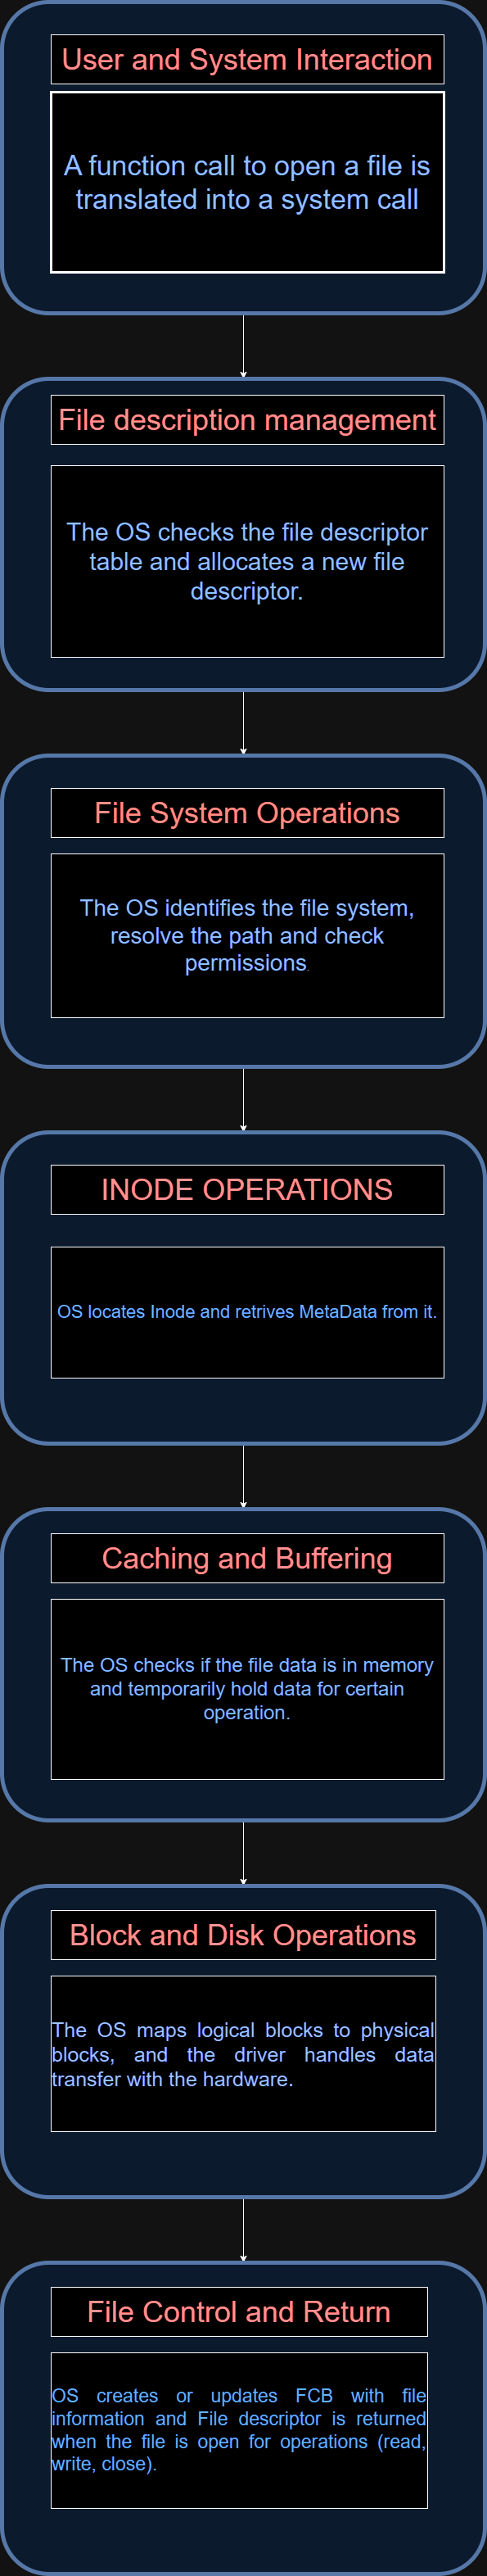 User and System Interaction
A function call to open a file is
translated into a system call
File description management
The OS checks the file descriptor
table and allocates a new file
descriptor.
File System Operations
The OS identifies the file system,
resolve the path and check
permissions.
INODE OPERATIONS
OS locates Inode and retrives MetaData from it.
Caching and Buffering
The OS checks if the file data is in memory
and temporarily hold data for certain
operation.
Block and Disk Operations
The OS maps logical blocks to physical
blocks, and the driver handles data
transfer with the hardware.
File Control and Return
OS creates or updates FCB with file
information and File descriptor is returned
when the file is open for operations (read,
write, close).